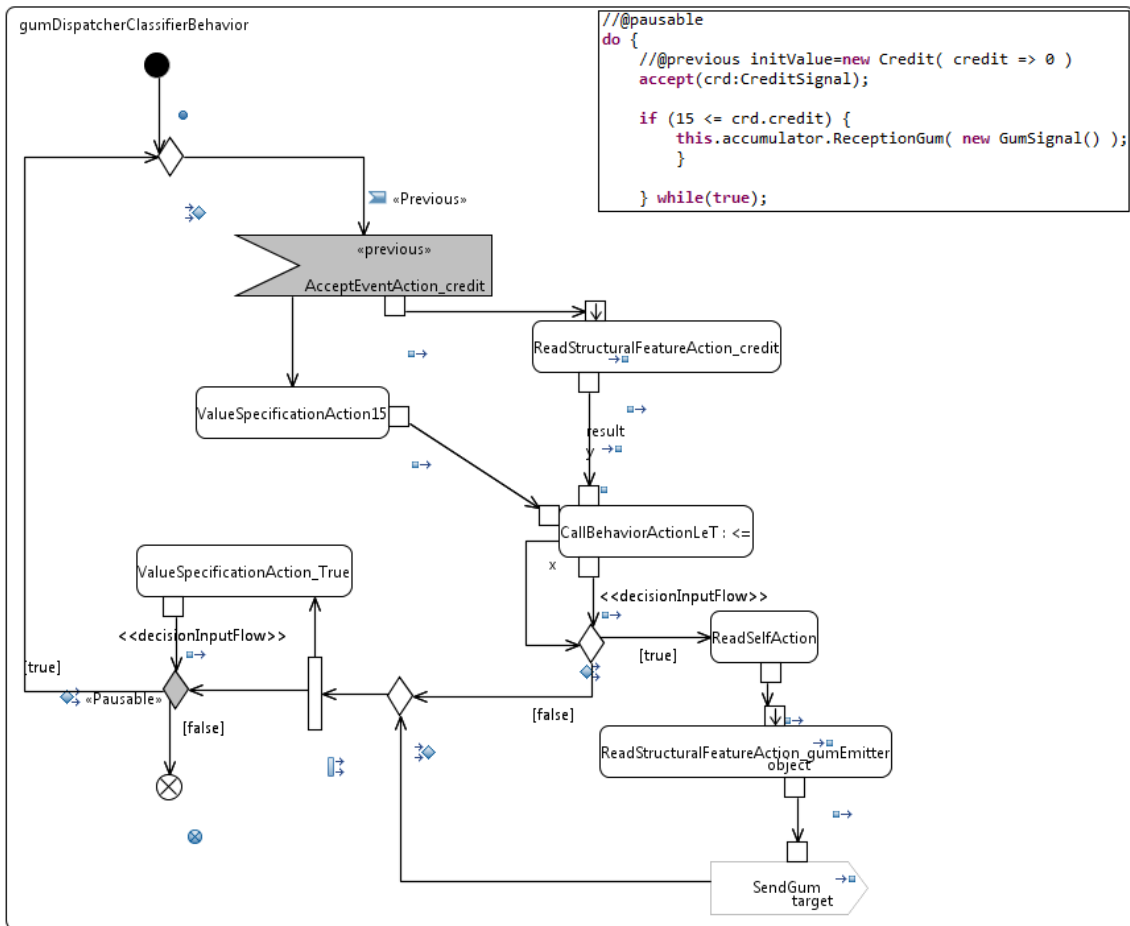 gumDispatcherClassifierBehavior
//@pausable
do {
//@previous initValue=new Credit( credit => 0 )
accept(crd:CreditSignal);
if (15 <= crd.credit) {
this.accumulator.ReceptionGum( new GumSignal() );
}
} while(true);
«Previous»
«previous»
AcceptEventAction_credit
ReadStructuralFeatureAction_credit
ValueSpecificationAction15
result
y
CallBehaviorActionLeT : <=
x
ValueSpecificationAction_True
<<decisionInputFlow>>
<<decisionInputFlow>>
ReadSelfAction
[true]
[true]
«Pausable»
[false]
[false]
ReadStructuralFeatureAction_gumEmitter
object
SendGum
target